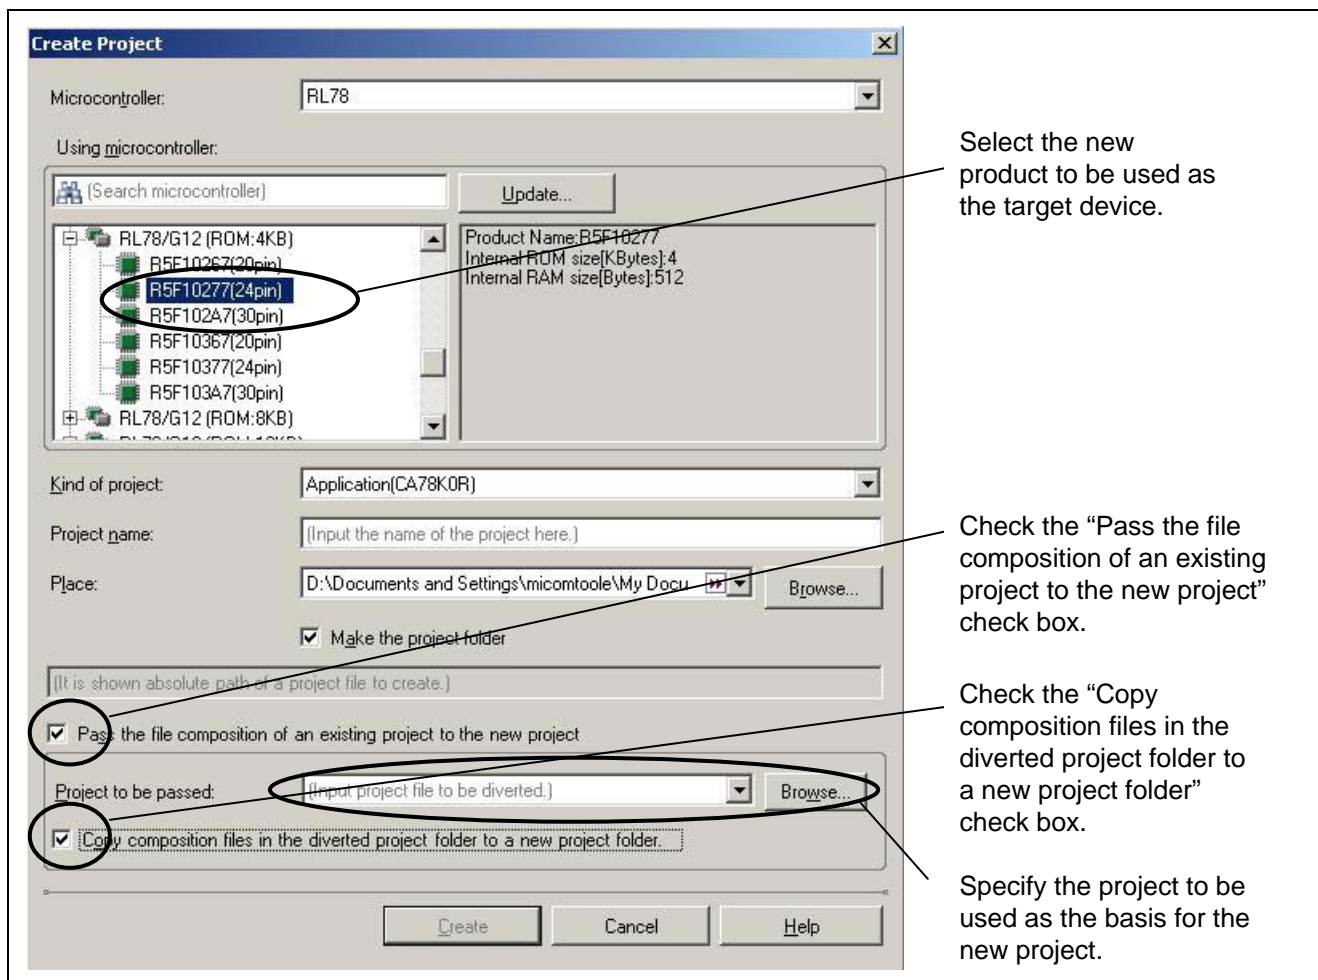 Create Project
Microcontroller:
RL78
Using microcontroller:
(Search microcontroller)
Update...
RL78/G12 (ROM:4KB)
R5F10267(20pin)
R5F10277(24pin)
R5F102A7(30pin)
R5F10367(20pin)
R5F10377(24pin)
R5F103A7(30pin)
RL78/G12 (ROM:8KB)
Product Name:R5F10277
Internal ROM size[KBytes]:4
Internal RAM size[Bytes]:512
Kind of project:
Application(CA78K0R)
Project name:
(Input the name of the project here.)
Place:
D:\Documents and Settings\micomtoole\My Docu
Browse...
Make the project folder
(It is shown absolute path of a project file to create.)
Pass the file composition of an existing project to the new project
Project to be passed:
(Input project file to be diverted.)
Browse...
Copy composition files in the diverted project folder to a new project folder.
Create
Cancel
Help
Select the new
product to be used as
the target device.
Check the “Pass the file
composition of an existing
project to the new project”
check box.
Check the “Copy
composition files in the
diverted project folder to
a new project folder”
check box.
Specify the project to be
used as the basis for the
new project.